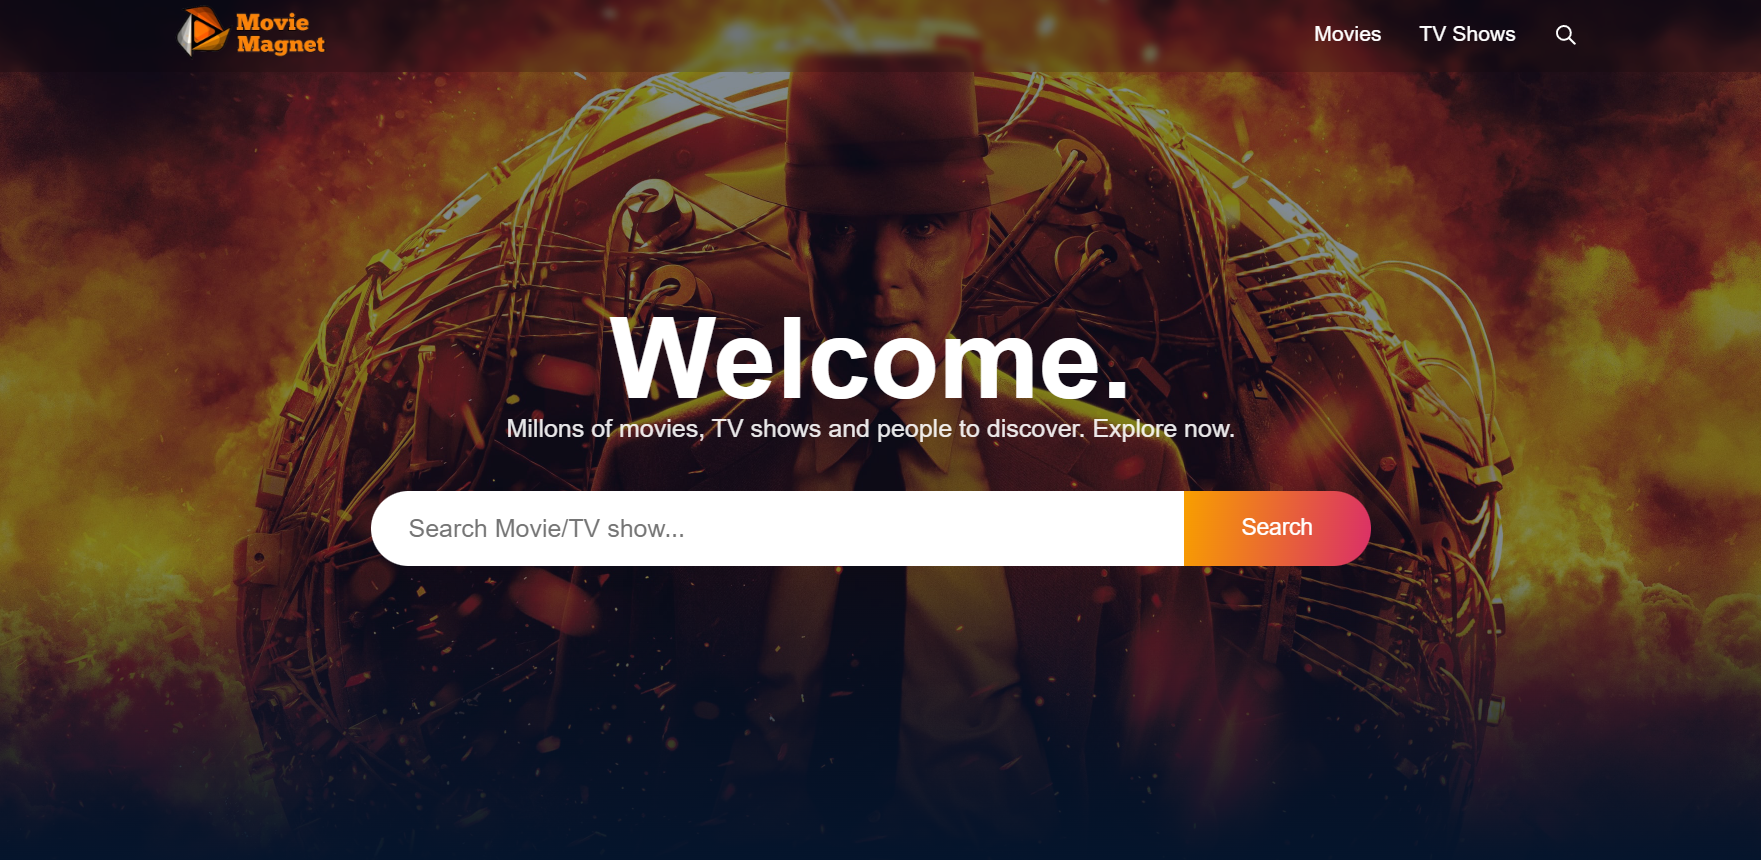 Movie
Magnet
Movies
TV Shows
Welcome.
Millons of movies, TV shows and people to discover. Explore now.
Search Movie/TV show...
Search